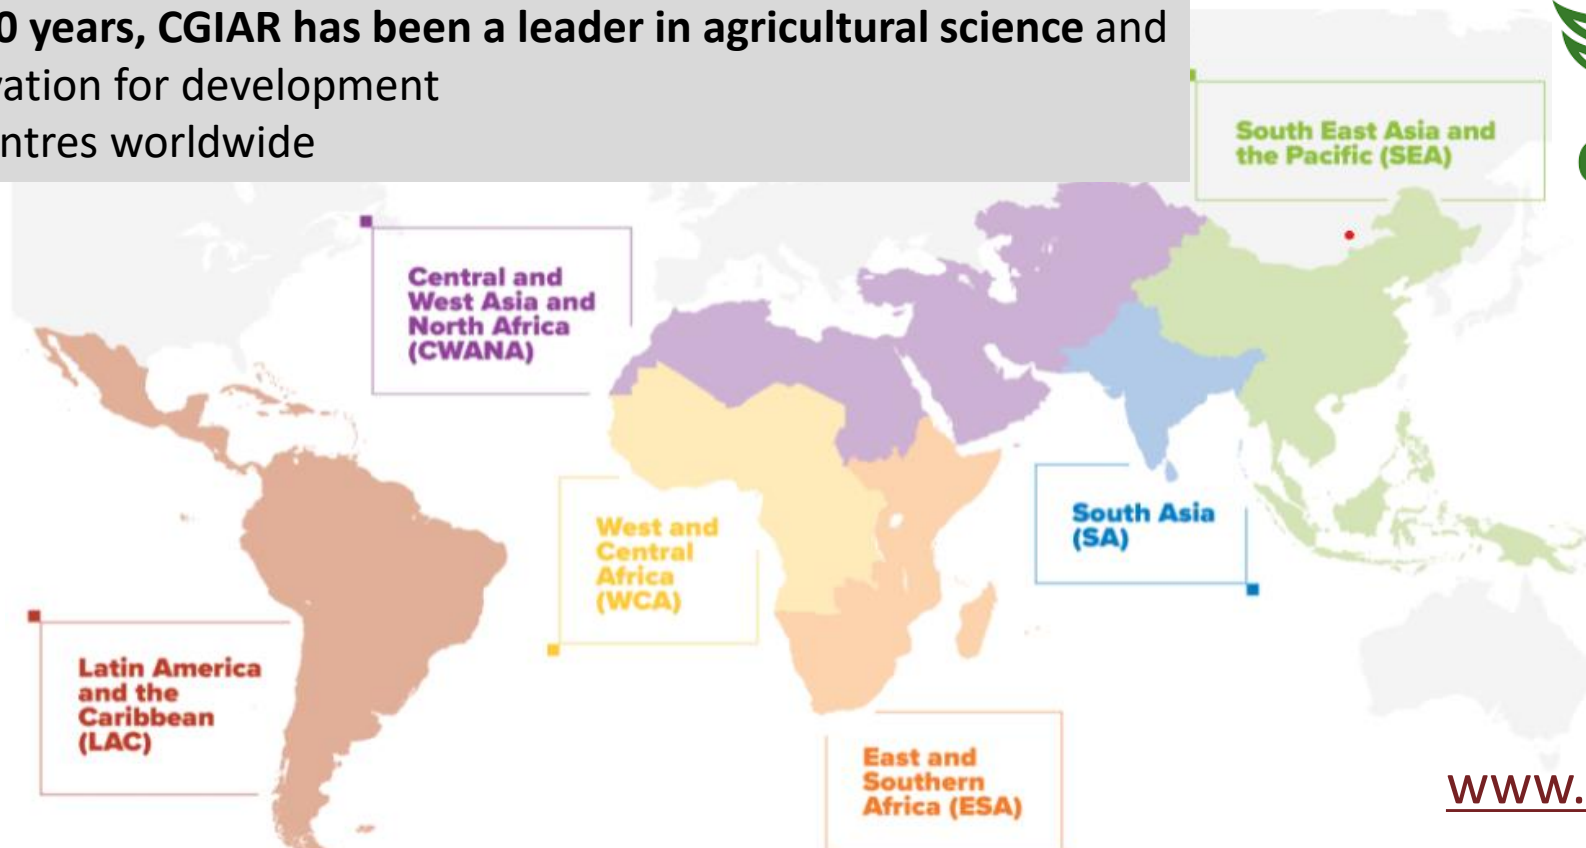 0 years, CGIAR has been a leader in agricultural science and
vation for development
ntres worldwide
South East Asia and
the Pacific (SEA)
Central and
West Asia and
North Africa
(CWANA)
West and
Central
Africa
(WCA)
South Asia
(SA)
Latin America
and the
Caribbean
(LAC)
East and
Southern
Africa (ESA)
www.